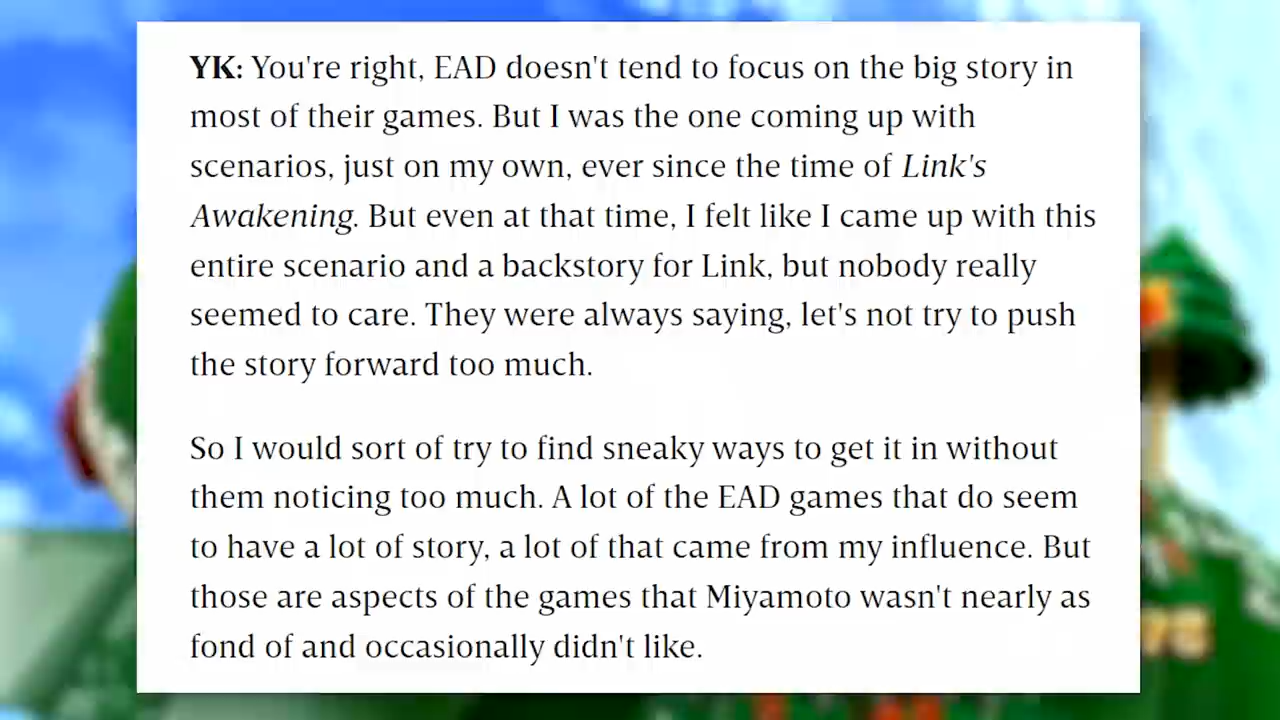 YK: You're right, EAD doesn't tend to focus on the big story in
most of their games. But I was the one coming up with
scenarios, just on my own, ever since the time of Link's
Awakening. But even at that time, I felt like I came up with this
entire scenario and a backstory for Link, but nobody really
seemed to care. They were always saying, let's not try to push
the story forward too much.
So I would sort of try to find sneaky ways to get it in without
them noticing too much. A lot of the EAD games that do seem
to have a lot of story, a lot of that came from my influence. But
those are aspects of the games that Miyamoto wasn't nearly as
fond of and occasionally didn't like.